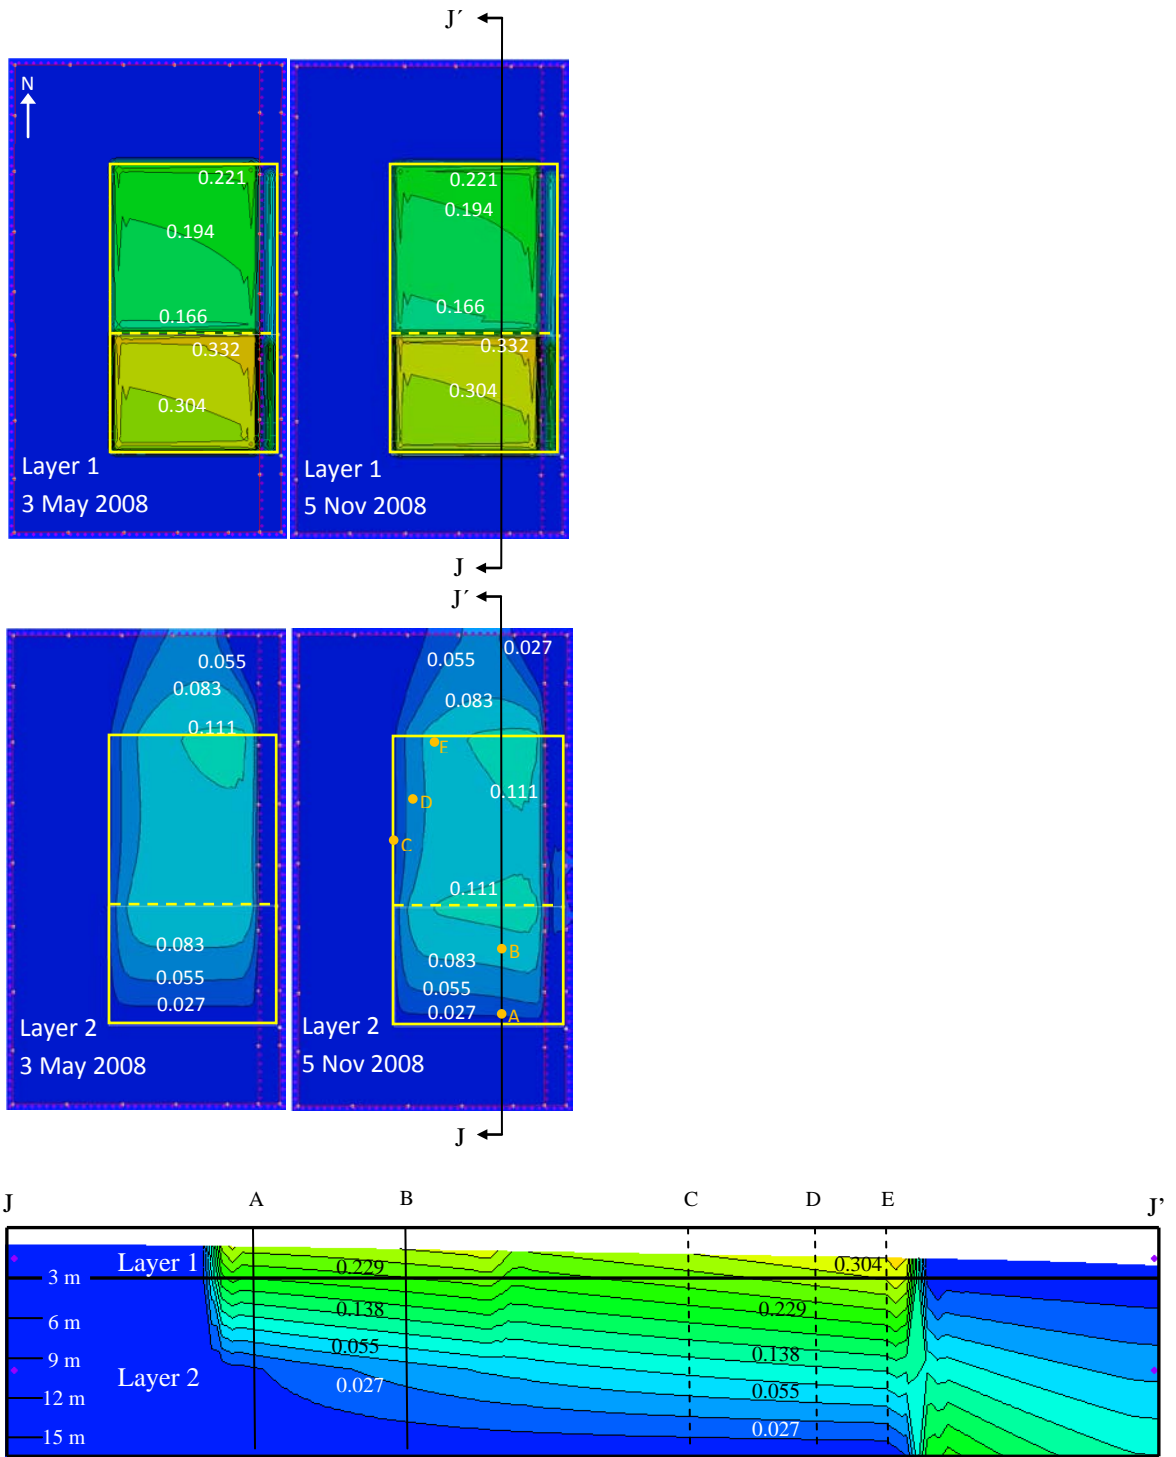 J´
N
0.221
0.194
0.166
0.332
0.304
Layer 1
3 May 2008
0.221
0.194
0.166
0.332
0.304
Layer 1
5 Nov 2008
J
J´
0.055
0.083
0.111
0.083
0.055
0.027
Layer 2
3 May 2008
0.027
0.055
0.083
E
0.111
D
C
0.111
B
0.083
0.055
0.027
A
Layer 2
5 Nov 2008
J
J A B C D E J’
Layer 1 0.229 0.304
3 m
0.138 0.229
6 m
0.055 0.138
9 m
Layer 2 0.027 0.055
12 m
0.027
15 m